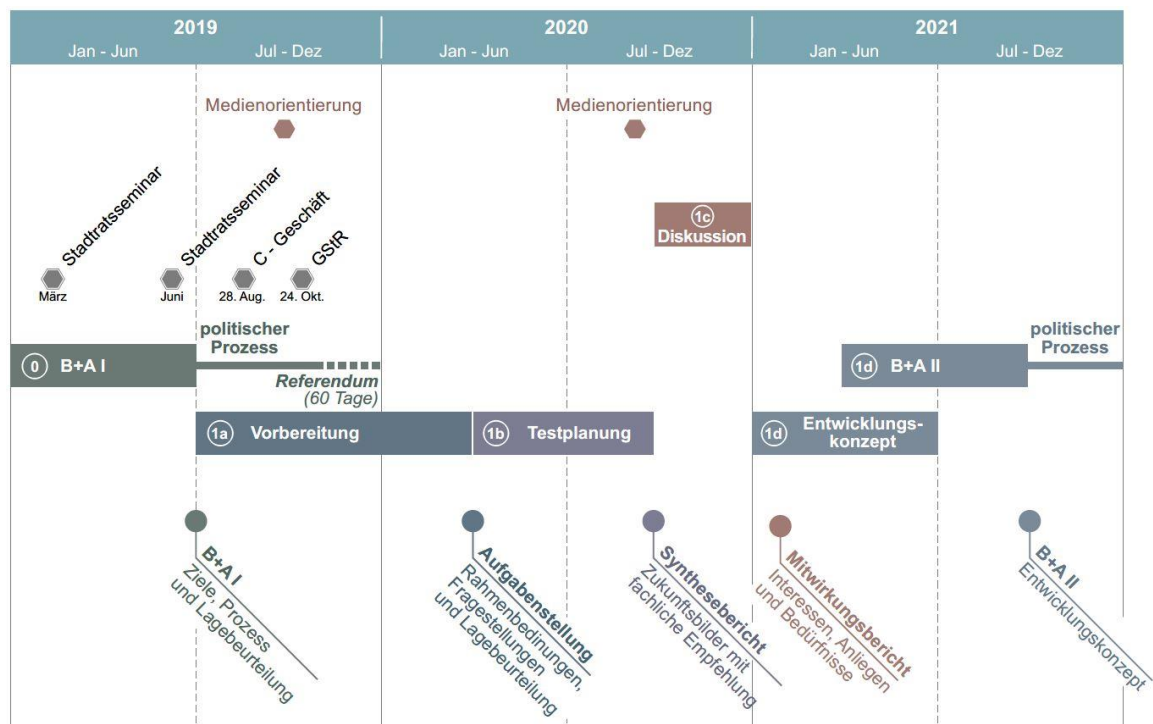 2019
2020
2021
Jan - Jun
Jul - Dez
Jan - Jun
Jul - Dez
Jan - Jun
Jul - Dez
Medienorientierung
Medienorientierung
Stadtratsseminar
Stadtratsseminar
C - Geschäft
GStR
März
Juni
28. Aug.
24. Okt.
1c
Diskussion
politischer
Prozess
0 B+A I
Referendum
(60 Tage)
politischer
Prozess
1d B+A II
1a Vorbereitung
1b Testplanung
1d Entwicklungs-
konzept
B+A I
Ziele, Prozess
und Lagebeurteilung
Aufgabenstellung
Rahmenbedinungen,
Fragestellungen
und Lagebeurteilung
Synthesebericht
Zukunftsbilder mit
fachliche Empfehlung
Mitwirkungsbericht
Interessen, Anliegen
und Bedürfnisse
B+A II
Entwicklungskonzept